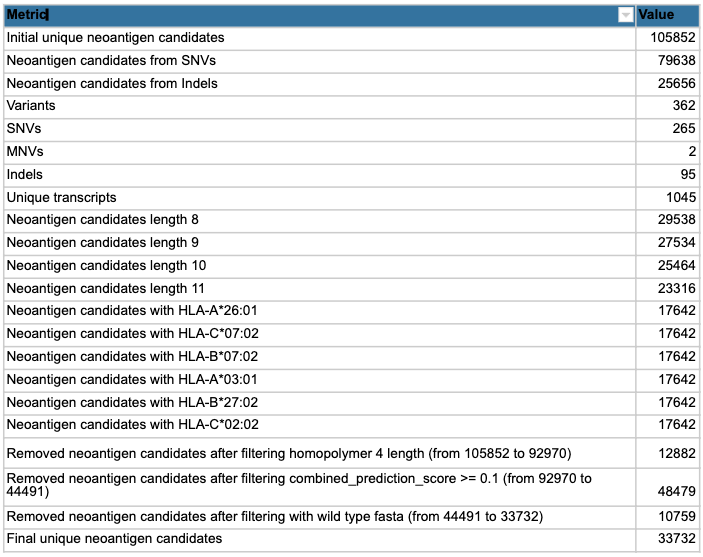 Metric Value
Initial unique neoantigen candidates 105852
Neoantigen candidates from SNVs 79638
Neoantigen candidates from Indels 25656
Variants 362
SNVs 265
MNVs 2
Indels 95
Unique transcripts 1045
Neoantigen candidates length 8 29538
Neoantigen candidates length 9 27534
Neoantigen candidates length 10 25464
Neoantigen candidates length 11 23316
Neoantigen candidates with HLA-A*26:01 17642
Neoantigen candidates with HLA-C*07:02 17642
Neoantigen candidates with HLA-B*07:02 17642
Neoantigen candidates with HLA-A*03:01 17642
Neoantigen candidates with HLA-B*27:02 17642
Neoantigen candidates with HLA-C*02:02 17642
Removed neoantigen candidates after filtering homopolymer 4 length (from 105852 to 92970) 12882
Removed neoantigen candidates after filtering combined_prediction_score >= 0.1 (from 92970 to
44491) 48479
Removed neoantigen candidates after filtering with wild type fasta (from 44491 to 33732) 10759
Final unique neoantigen candidates 33732